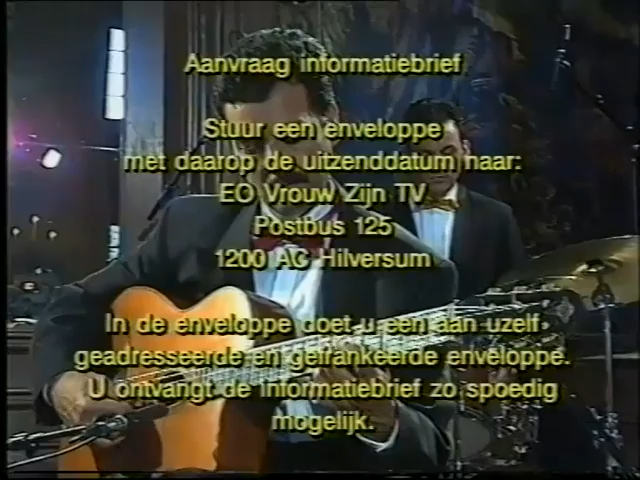 Aanvraag informatiebrief
Stuur een enveloppe
met daarop de uitzenddatum naar:
EO Vrouw Zijn TV
Postbus 125
1200 AC Hilversum
In de enveloppe doet u een aan uzelf
geadresseerde en gefrankeerde enveloppe.
U ontvangt de informatiebrief zo spoedig
mogelijk.